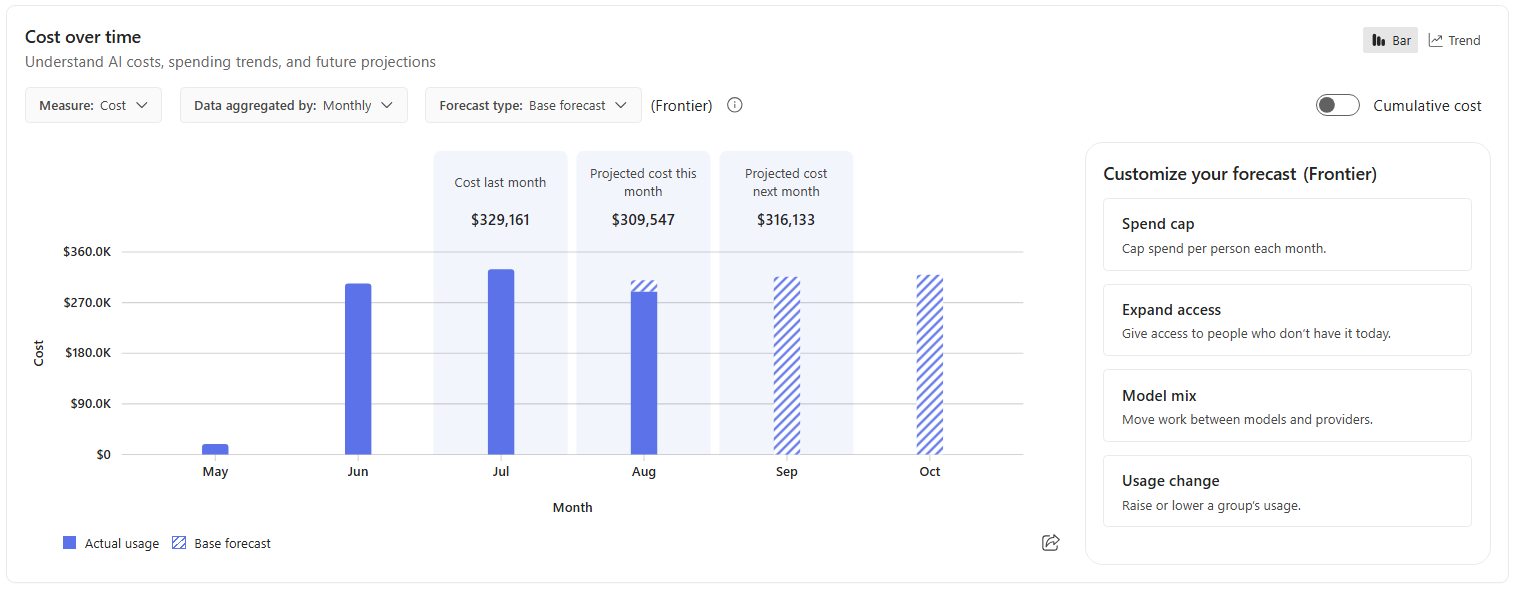 Cost over time
Bar
Trend
Understand AI costs, spending trends, and future projections
Measure: Cost
Data aggregated by: Monthly
Forecast type: Base forecast
(Frontier)
Cumulative cost
Cost last month
$329,161
Projected cost this
month
$309,547
Projected cost
next month
$316,133
$360.0K
$270.0K
$180.0K
$90.0K
$0
Cost
May
Jun
Jul
Aug
Sep
Oct
Month
Actual usage
Base forecast
Customize your forecast (Frontier)
Spend cap
Cap spend per person each month.
Expand access
Give access to people who don’t have it today.
Model mix
Move work between models and providers.
Usage change
Raise or lower a group’s usage.